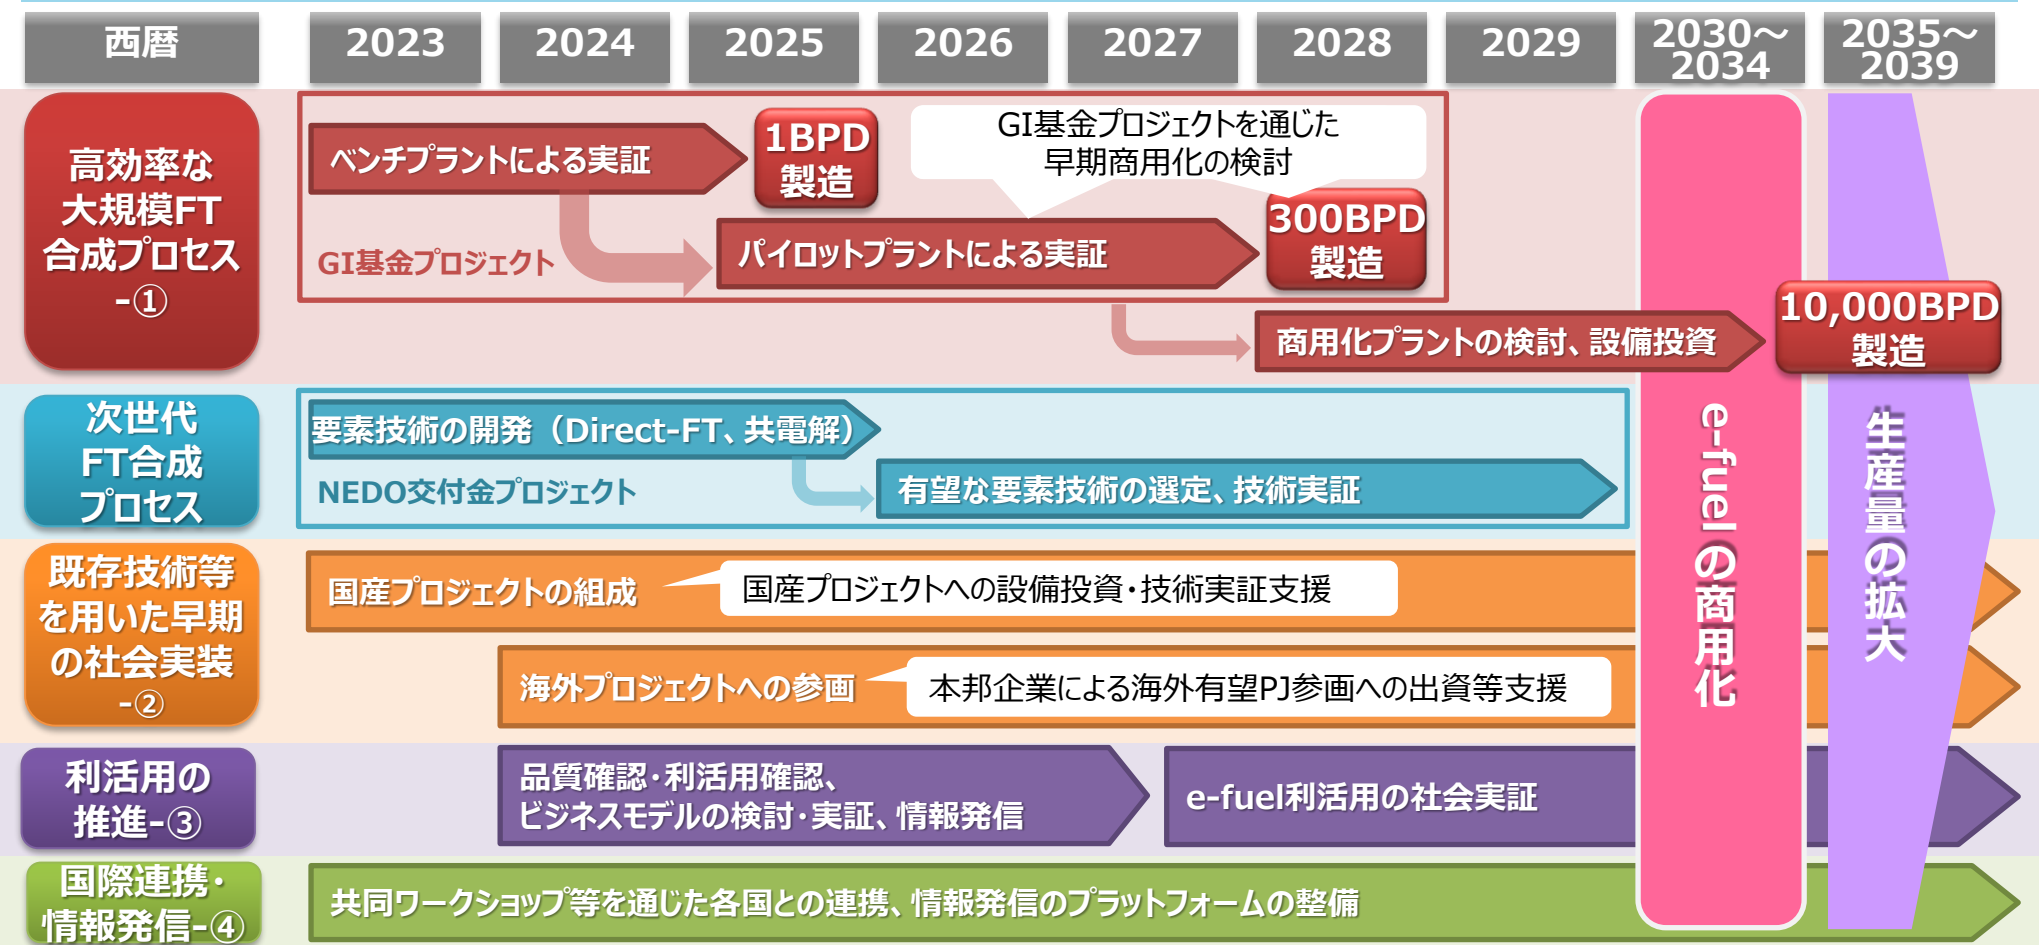 西暦
2023
2024
2025
2026
2027
2028
2029
2030～
2034
2035～
2039
高効率な
大規模FT
合成プロセス
-①
ベンチプラントによる実証
1BPD
製造
GI基金プロジェクトを通じた
早期商用化の検討
GI基金プロジェクト
パイロットプラントによる実証
300BPD
製造
商用化プラントの検討、設備投資
10,000BPD
製造
次世代
FT合成
プロセス
要素技術の開発（Direct-FT、共電解）
NEDO交付金プロジェクト
有望な要素技術の選定、技術実証
既存技術等
を用いた早期
の社会実装
-②
国産プロジェクトの組成
国産プロジェクトへの設備投資・技術実証支援
海外プロジェクトへの参画
本邦企業による海外有望PJ参画への出資等支援
利活用の
推進-③
品質確認・利活用確認、
ビジネスモデルの検討・実証、情報発信
e-fuel利活用の社会実証
国際連携・
情報発信-④
共同ワークショップ等を通じた各国との連携、情報発信のプラットフォームの整備
e-fuelの商用化
生産量の拡大